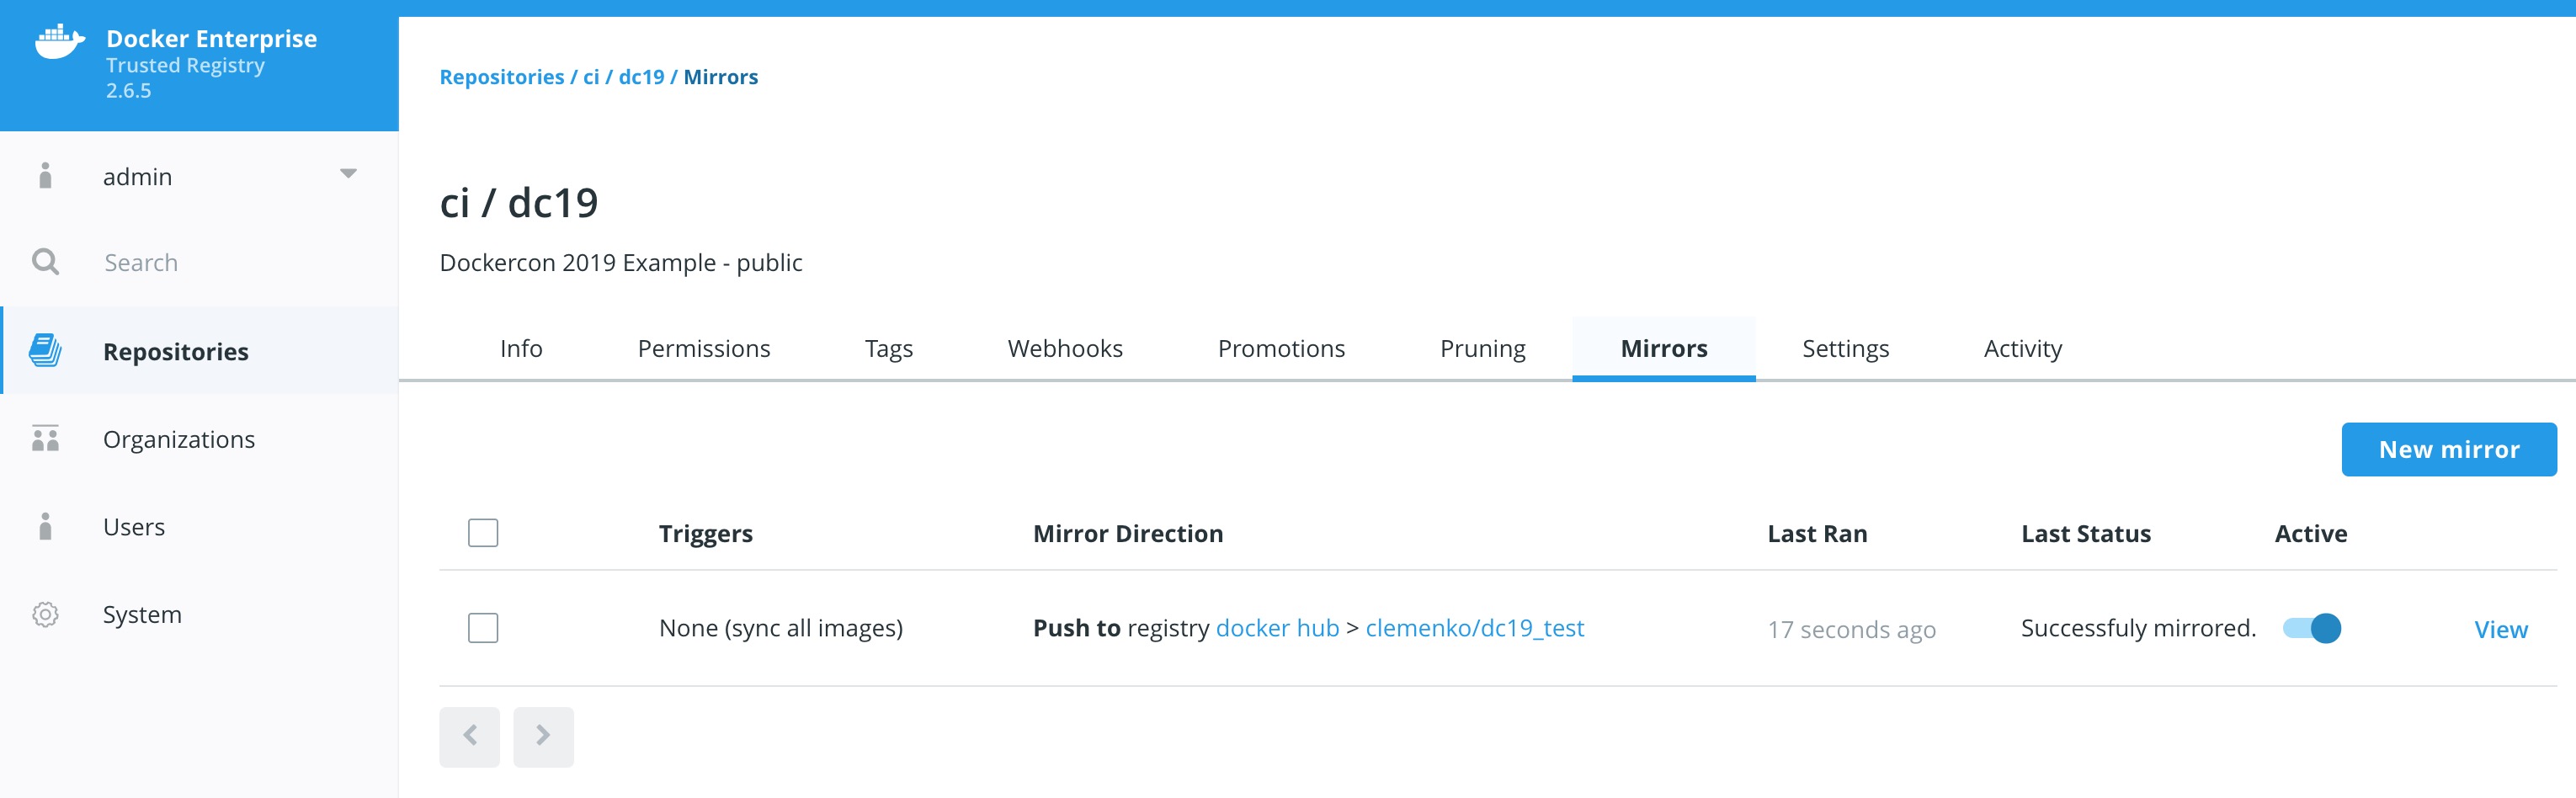 Docker Enterprise
Trusted Registry
2.6.5
admin
Search
Repositories
Organizations
Users
System
Repositories / ci / dc19 / Mirrors
ci / dc19
Dockercon 2019 Example - public
Info Permissions Tags Webhooks Promotions Pruning Mirrors Settings Activity
New mirror
Triggers Mirror Direction Last Ran Last Status Active
None (sync all images) Push to registry docker hub > clemenko/dc19_test 17 seconds ago Successfuly mirrored. View